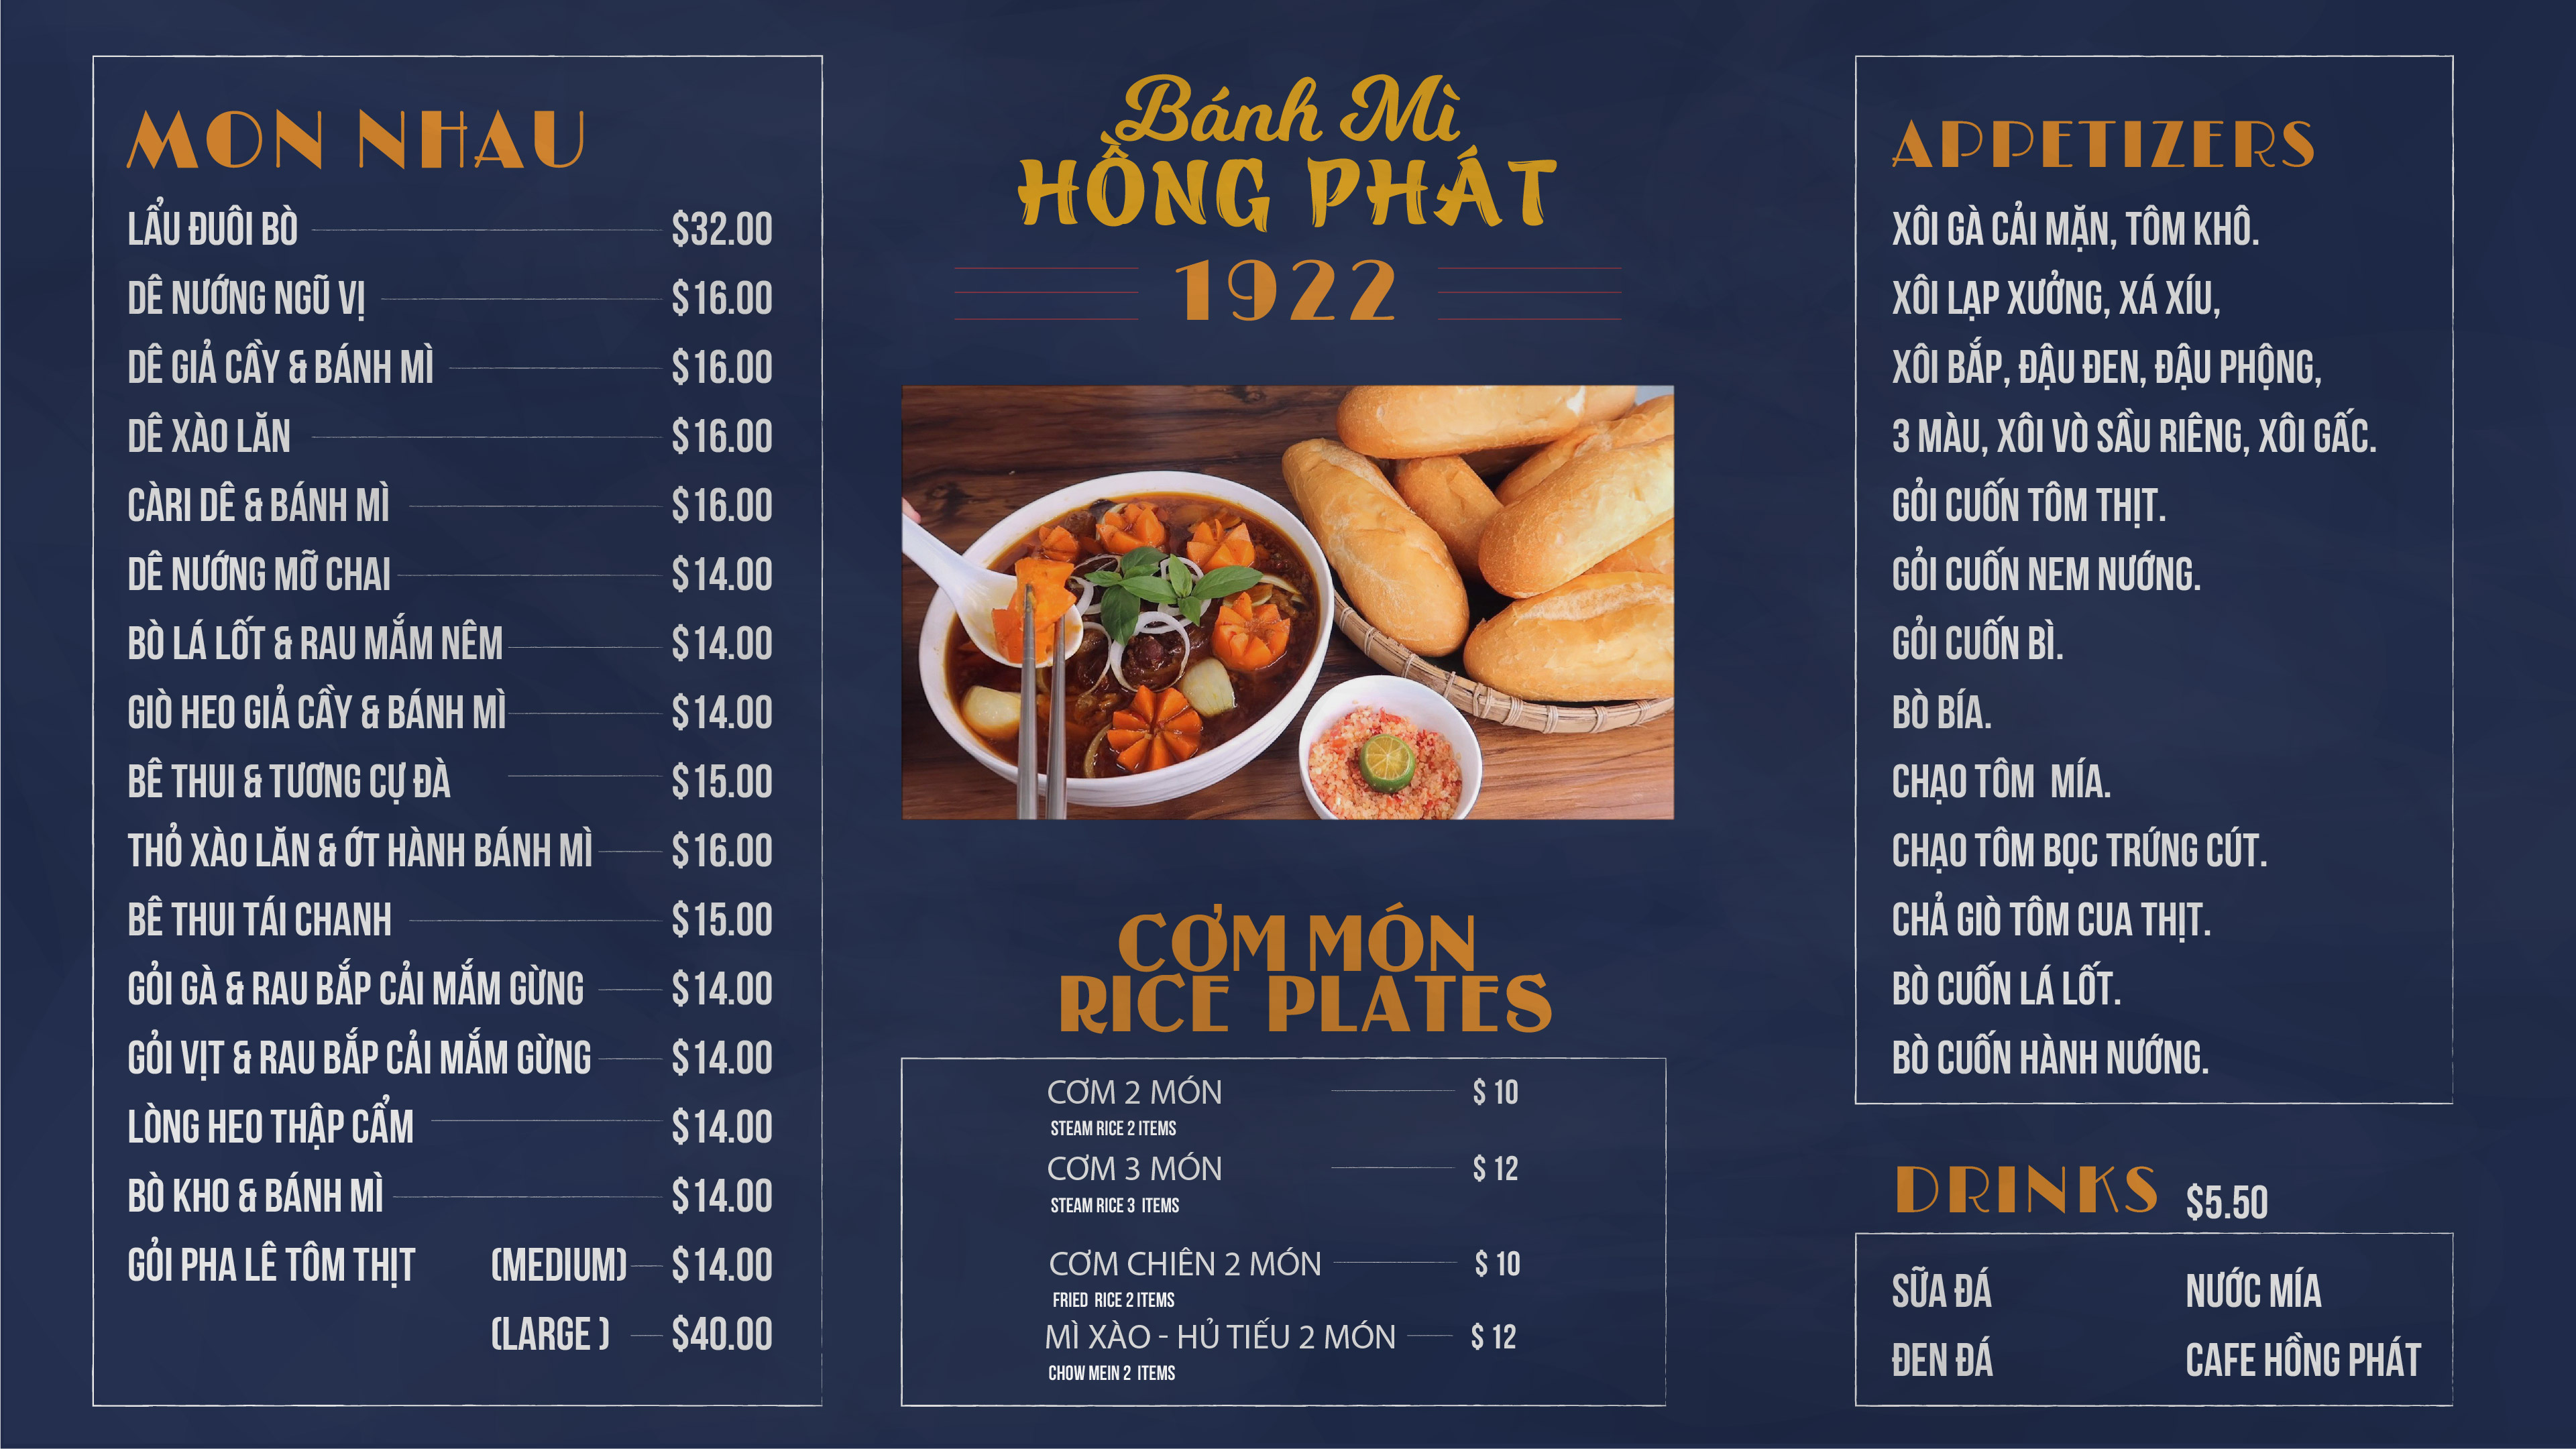 MON NHAU
LẨU ĐUÔI BÒ $32.00
DÊ NƯỚNG NGŨ VỊ $16.00
DÊ GIẢ CẦY & BÁNH MÌ $16.00
DÊ XÀO LĂN $16.00
CÀRI DÊ & BÁNH MÌ $16.00
DÊ NƯỚNG MỠ CHAI $14.00
BÒ LÁ LỐT & RAU MẮM NÊM $14.00
GIÒ HEO GIẢ CẦY & BÁNH MÌ $14.00
BÊ THUI & TƯƠNG CỰ ĐÀ $15.00
THỎ XÀO LĂN & ỚT HÀNH BÁNH MÌ $16.00
BÊ THUI TÁI CHANH $15.00
GỎI GÀ & RAU BẮP CẢI MẮM GỪNG $14.00
GỎI VỊT & RAU BẮP CẢI MẮM GỪNG $14.00
LÒNG HEO THẬP CẨM $14.00
BÒ KHO & BÁNH MÌ $14.00
GỎI PHA LÊ TÔM THỊT (MEDIUM) $14.00
(LARGE ) $40.00
Bánh Mì
HỒNG PHÁT
1922
CƠM MÓN
RICE PLATES
CƠM 2 MÓN $ 10
STEAM RICE 2 ITEMS
CƠM 3 MÓN $ 12
STEAM RICE 3 ITEMS
CƠM CHIÊN 2 MÓN $ 10
FRIED RICE 2 ITEMS
MÌ XÀO - HỦ TIẾU 2 MÓN $ 12
CHOW MEIN 2 ITEMS
APPETIZERS
XÔI GÀ CẢI MẶN, TÔM KHÔ.
XÔI LẠP XƯỞNG, XÁ XÍU,
XÔI BẮP, ĐẬU ĐEN, ĐẬU PHỘNG,
3 MÀU, XÔI VÒ SẦU RIÊNG, XÔI GẤC.
GỎI CUỐN TÔM THỊT.
GỎI CUỐN NEM NƯỚNG.
GỎI CUỐN BÌ.
BÒ BÍA.
CHẠO TÔM MÍA.
CHẠO TÔM BỌC TRỨNG CÚT.
CHẢ GIÒ TÔM CUA THỊT.
BÒ CUỐN LÁ LỐT.
BÒ CUỐN HÀNH NƯỚNG.
DRINKS $5.50
SỮA ĐÁ NƯỚC MÍA
ĐEN ĐÁ CAFE HỒNG PHÁT